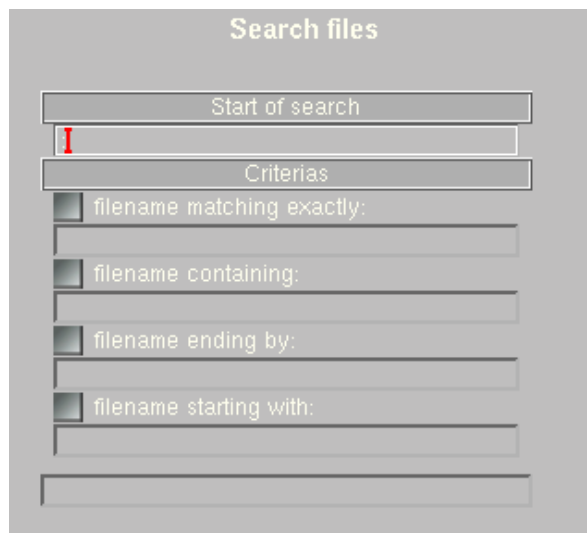 Search files
Start of search
Criterias
filename matching exactly:
filename containing:
filename ending by:
filename starting with: